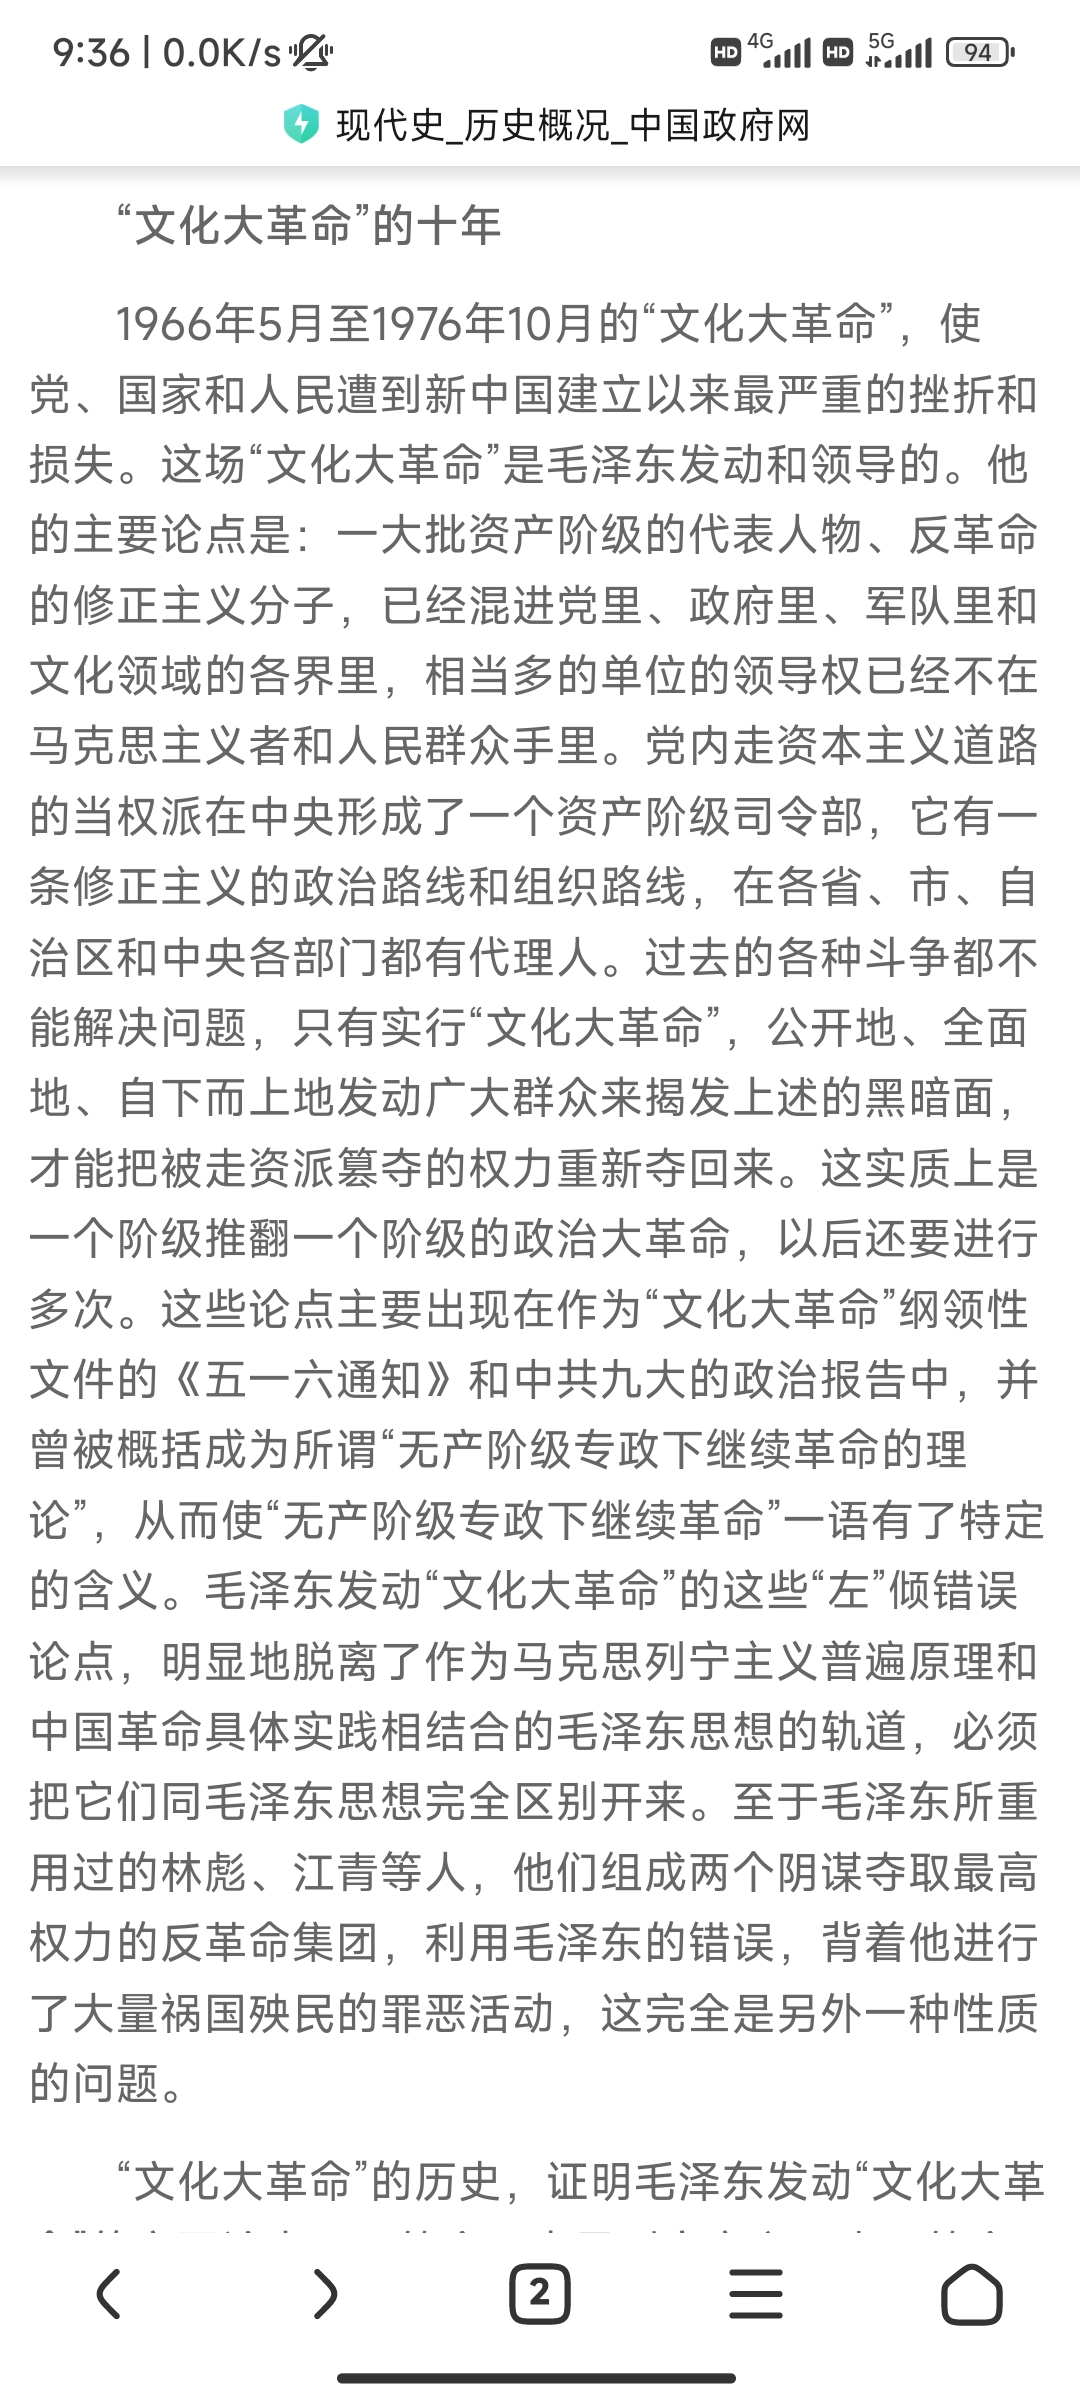 9:36 | 0.0K/s HD 4G HD 5G 94
现代史_历史概况_中国政府网
“文化大革命”的十年
1966年5月至1976年10月的“文化大革命”，使
党、国家和人民遭到新中国建立以来最严重的挫折和
损失。这场“文化大革命”是毛泽东发动和领导的。他
的主要论点是：一大批资产阶级的代表人物、反革命
的修正主义分子，已经混进党里、政府里、军队里和
文化领域的各界里，相当多的单位的领导权已经不在
马克思主义者和人民群众手里。党内走资本主义道路
的当权派在中央形成了一个资产阶级司令部，它有一
条修正主义的政治路线和组织路线，在各省、市、自
治区和中央各部门都有代理人。过去的各种斗争都不
能解决问题，只有实行“文化大革命”，公开地、全面
地、自下而上地发动广大群众来揭发上述的黑暗面，
才能把被走资派篡夺的权力重新夺回来。这实质上是
一个阶级推翻一个阶级的政治大革命，以后还要进行
多次。这些论点主要出现在作为“文化大革命”纲领性
文件的《五一六通知》和中共九大的政治报告中，并
曾被概括成为所谓“无产阶级专政下继续革命的理
论”，从而使“无产阶级专政下继续革命”一语有了特定
的含义。毛泽东发动“文化大革命”的这些“左”倾错误
论点，明显地脱离了作为马克思列宁主义普遍原理和
中国革命具体实践相结合的毛泽东思想的轨道，必须
把它们同毛泽东思想完全区别开来。至于毛泽东所重
用过的林彪、江青等人，他们组成两个阴谋夺取最高
权力的反革命集团，利用毛泽东的错误，背着他进行
了大量祸国殃民的罪恶活动，这完全是另外一种性质
的问题。
“文化大革命”的历史，证明毛泽东发动“文化大革
2